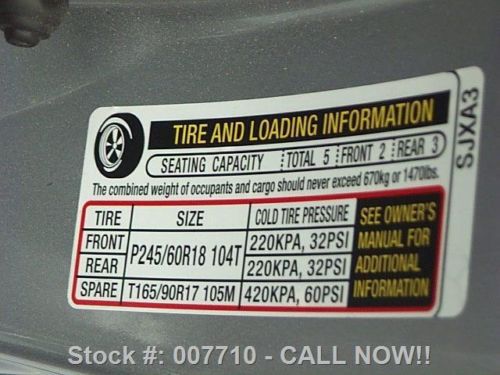 TIRE AND LOADING INFORMATION
SEATING CAPACITY TOTAL 5 FRONT 2 REAR 3
The combined weight of occupants and cargo should never exceed 670kg or 1470lbs.
TIRE SIZE COLD TIRE PRESSURE
FRONT P245/60R18 104T 220KPA, 32PSI
REAR 220KPA, 32PSI
SPARE T165/90R17 105M 420KPA, 60PSI
SEE OWNER'S
MANUAL FOR
ADDITIONAL
INFORMATION
SJXA3
Stock #: 007710 - CALL NOW!!